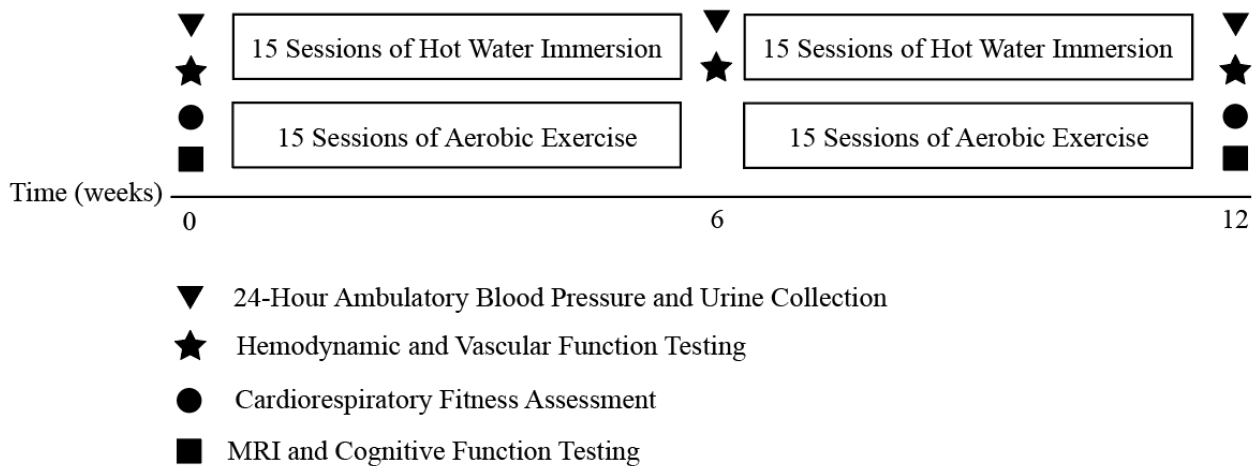 15 Sessions of Hot Water Immersion
15 Sessions of Hot Water Immersion
15 Sessions of Aerobic Exercise
15 Sessions of Aerobic Exercise
Time (weeks)
0
6
12
24-Hour Ambulatory Blood Pressure and Urine Collection
Hemodynamic and Vascular Function Testing
Cardiorespiratory Fitness Assessment
MRI and Cognitive Function Testing